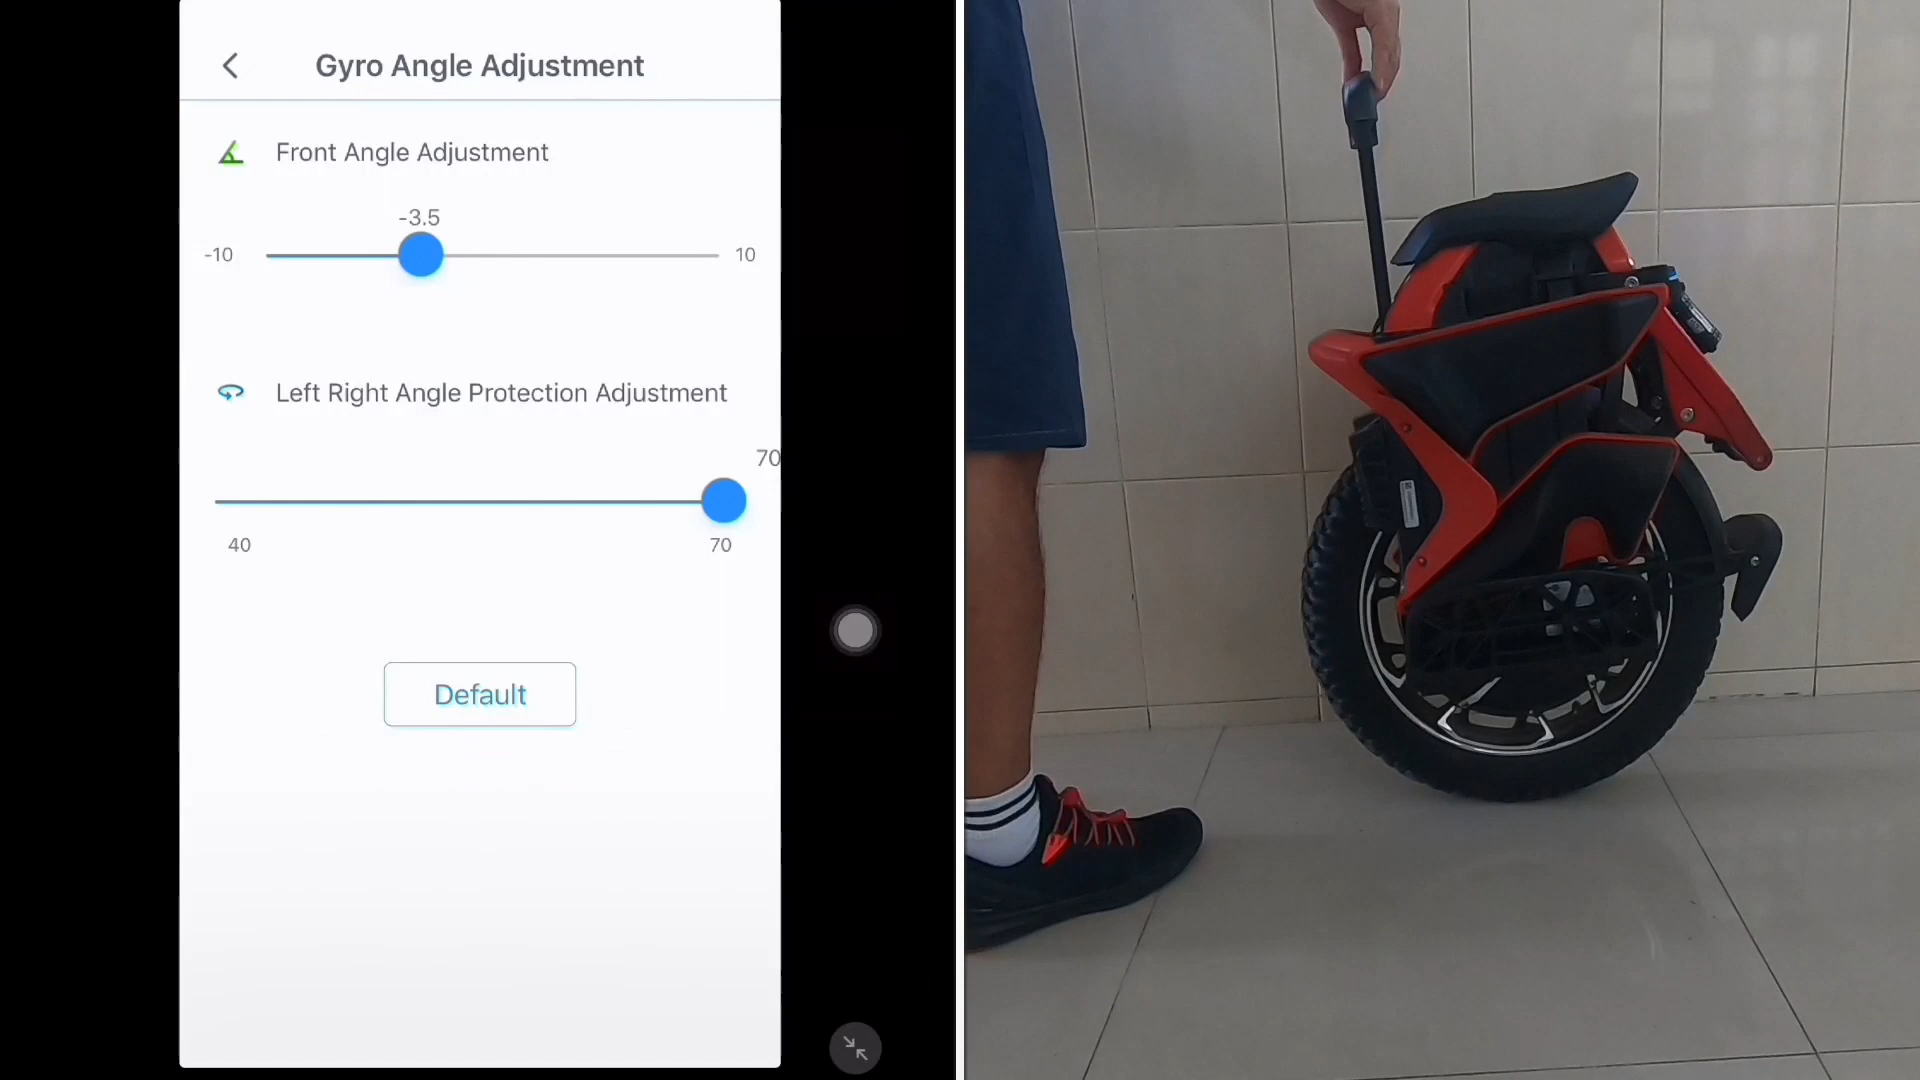 Gyro Angle Adjustment
Front Angle Adjustment
-3.5
-10
10
Left Right Angle Protection Adjustment
70
40
70
Default